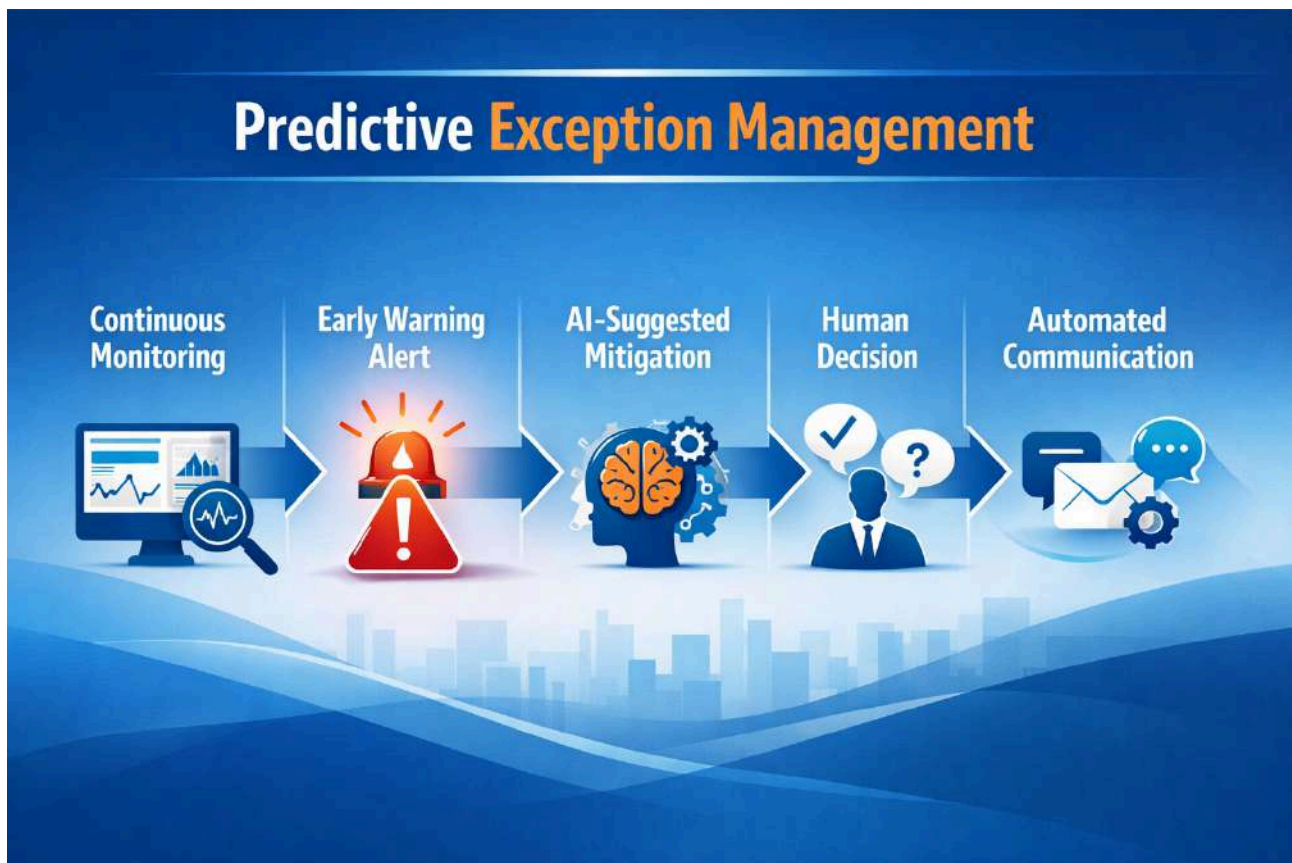 Predictive Exception Management
Continuous
Monitoring
Early Warning
Alert
AI-Suggested
Mitigation
Human
Decision
Automated
Communication
!
?